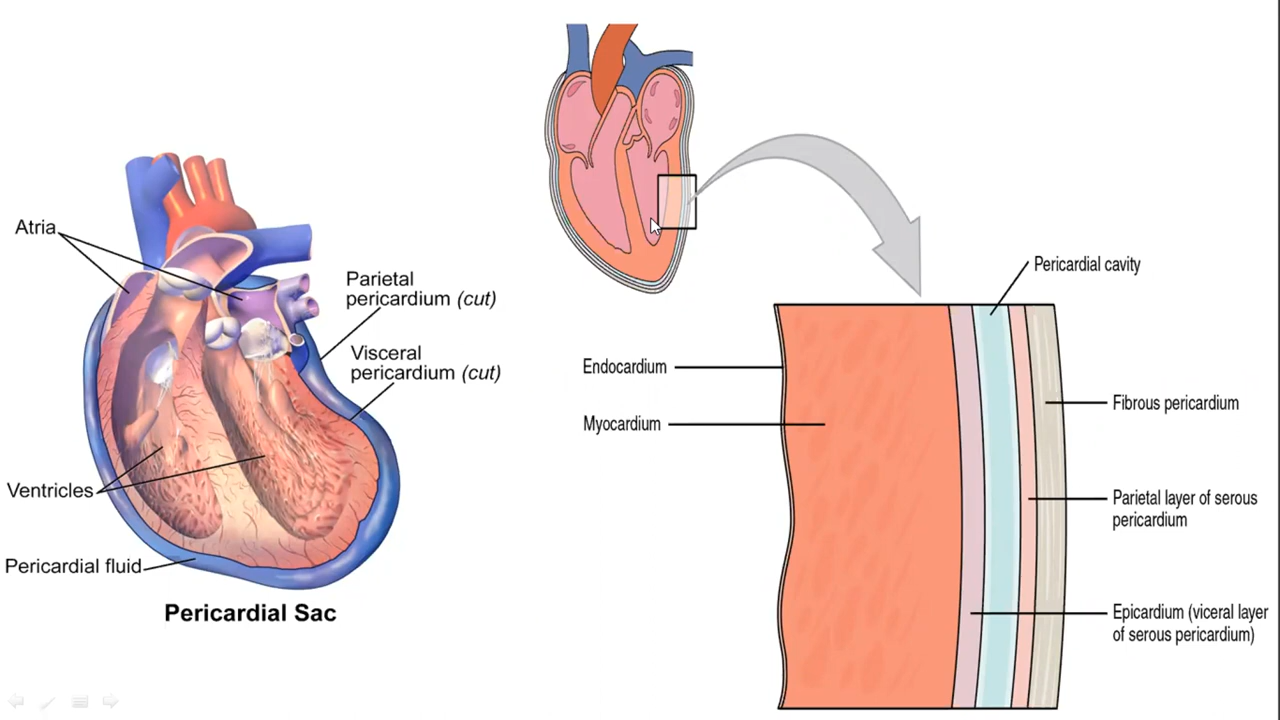 Atria
Parietal
pericardium (cut)
Visceral
pericardium (cut)
Ventricles
Pericardial fluid
Pericardial Sac
Pericardial cavity
Endocardium
Myocardium
Fibrous pericardium
Parietal layer of serous
pericardium
Epicardium (viceral layer
of serous pericardium)